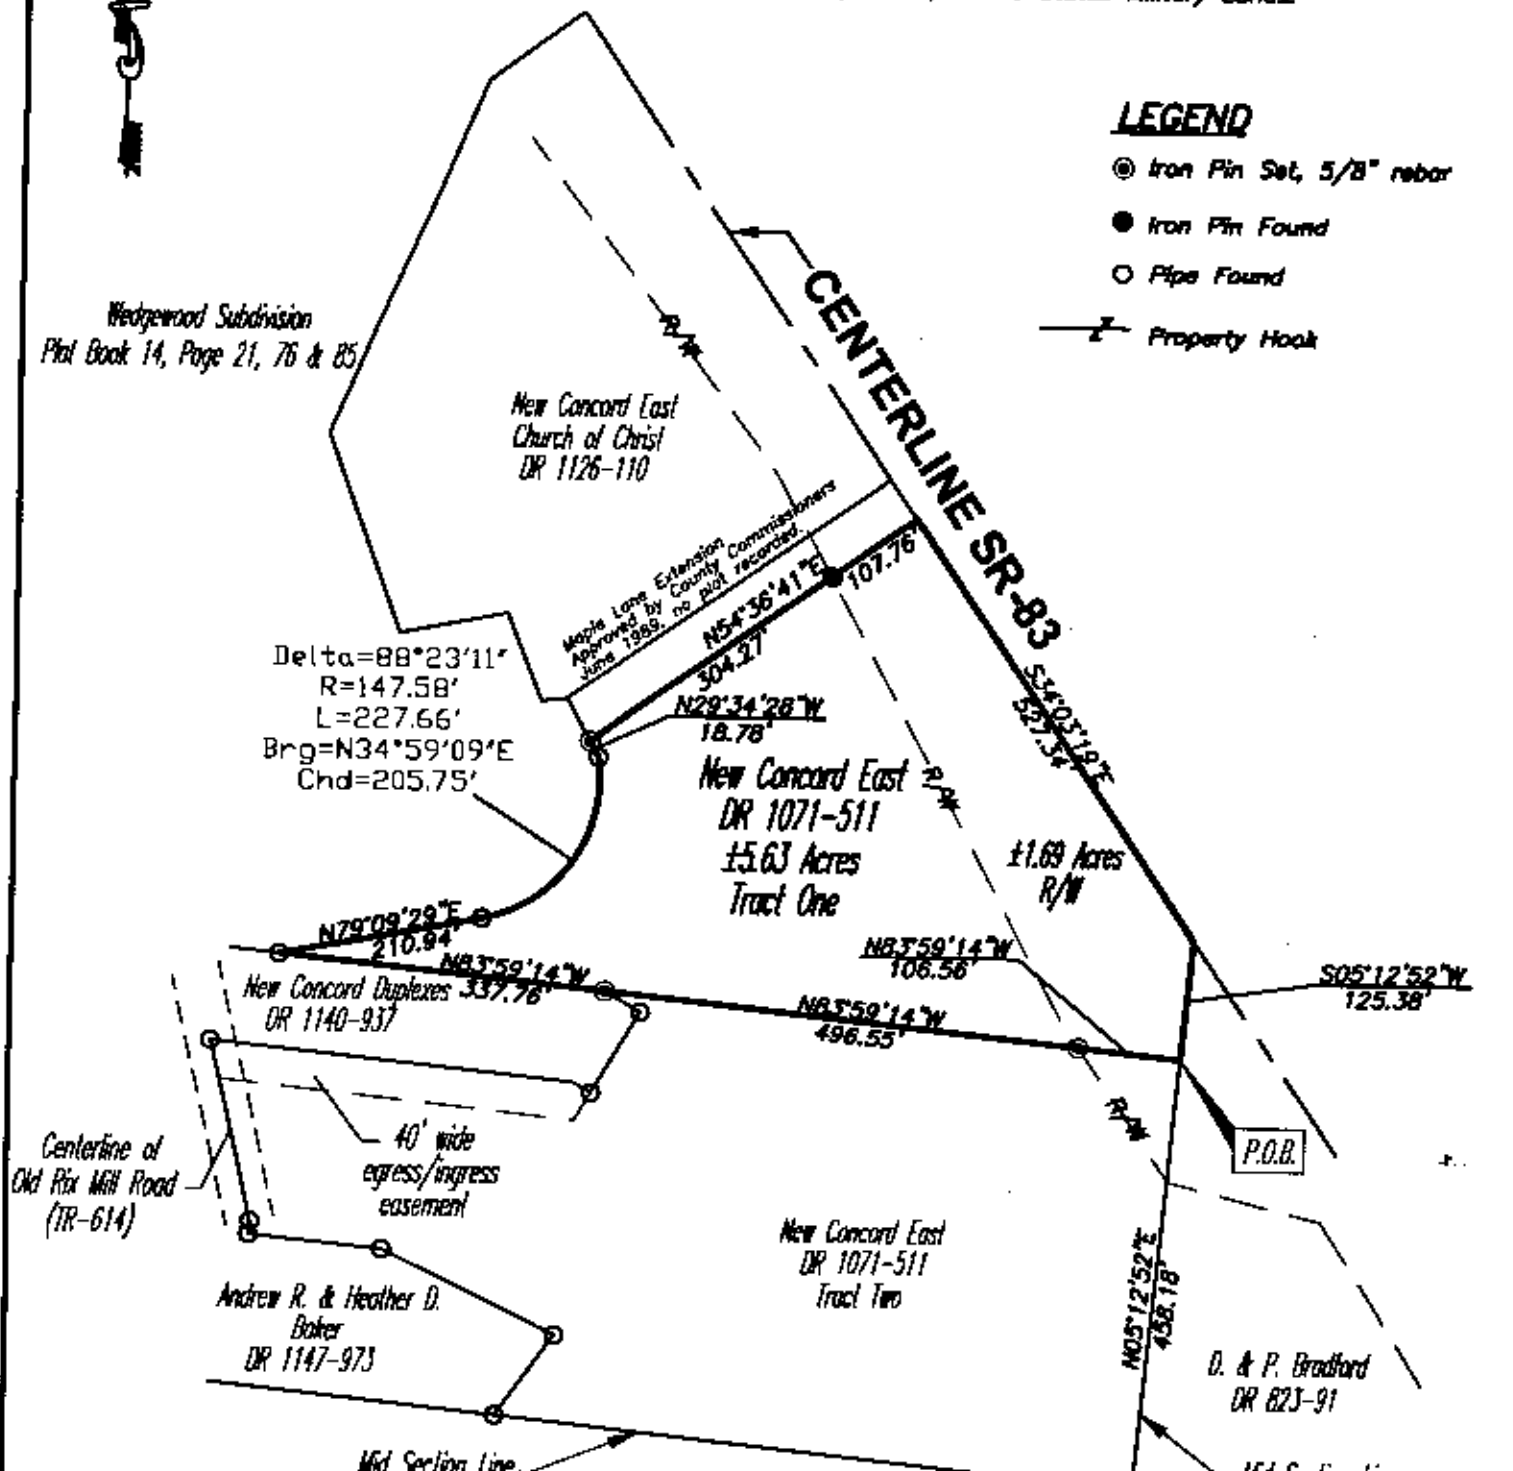 LEGEND
Iron Pin Set, 5/8" rebar
Iron Pin Found
Pipe Found
Property Hook
CENTERLINE SR-83
Wedgewood Subdivision
Plat Book 14, Page 21, 76 & 85
R/W
New Concord East
Church of Christ
DR 1126-110
Maple Lane Extension
Approved by County Commissioners
June 1989, no plat recorded.
N54°36'41"E
304.27'
107.76'
S34°03'19"E
527.34'
Delta=88°23'11"
R=147.58'
L=227.66'
Brg=N34°59'09"E
Chd=205.75'
N29°34'28"W
18.78'
New Concord East
DR 1071-511
±5.63 Acres
Tract One
R/W
±1.69 Acres
R/W
N79°09'29"E
210.94'
N83°59'14"W
337.76'
N83°59'14"W
106.56'
N83°59'14"W
496.55'
S05°12'52"W
125.38'
New Concord Duplexes
DR 1140-937
40' wide
egress/ingress
easement
Centerline of
Old Rix Mill Road
(TR-614)
R/W
P.O.B.
New Concord East
DR 1071-511
Tract Two
N05°12'52"E
458.18'
Andrew R. & Heather D.
Baker
DR 1147-973
D. & P. Bradford
DR 823-91
Mid Section Line